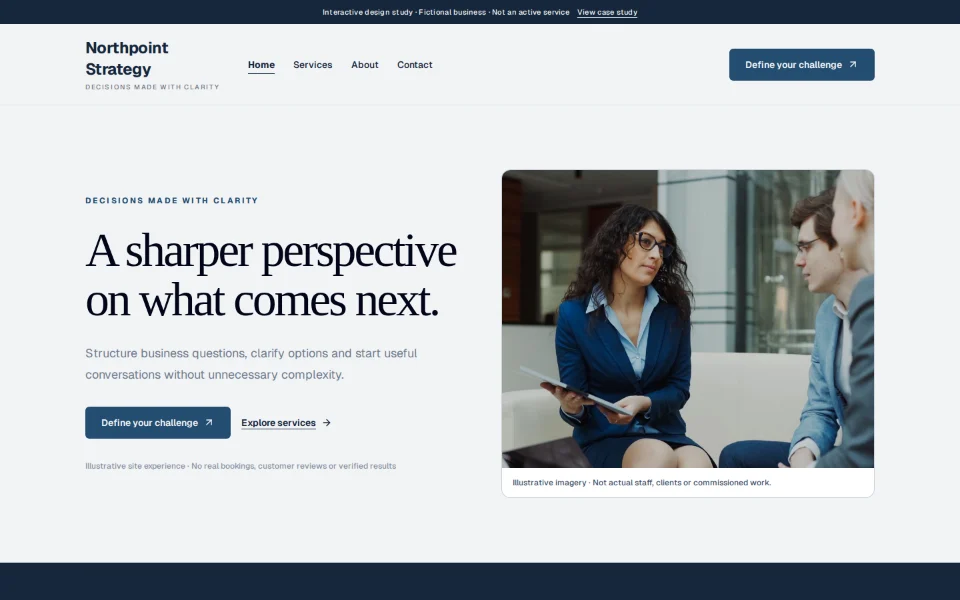 Interactive design study · Fictional business · Not an active service View case study
Northpoint
Strategy
DECISIONS MADE WITH CLARITY
Home Services About Contact
Define your challenge ↗
DECISIONS MADE WITH CLARITY
A sharper perspective
on what comes next.
Structure business questions, clarify options and start useful
conversations without unnecessary complexity.
Define your challenge ↗ Explore services →
Illustrative site experience · No real bookings, customer reviews or verified results
Illustrative imagery · Not actual staff, clients or commissioned work.